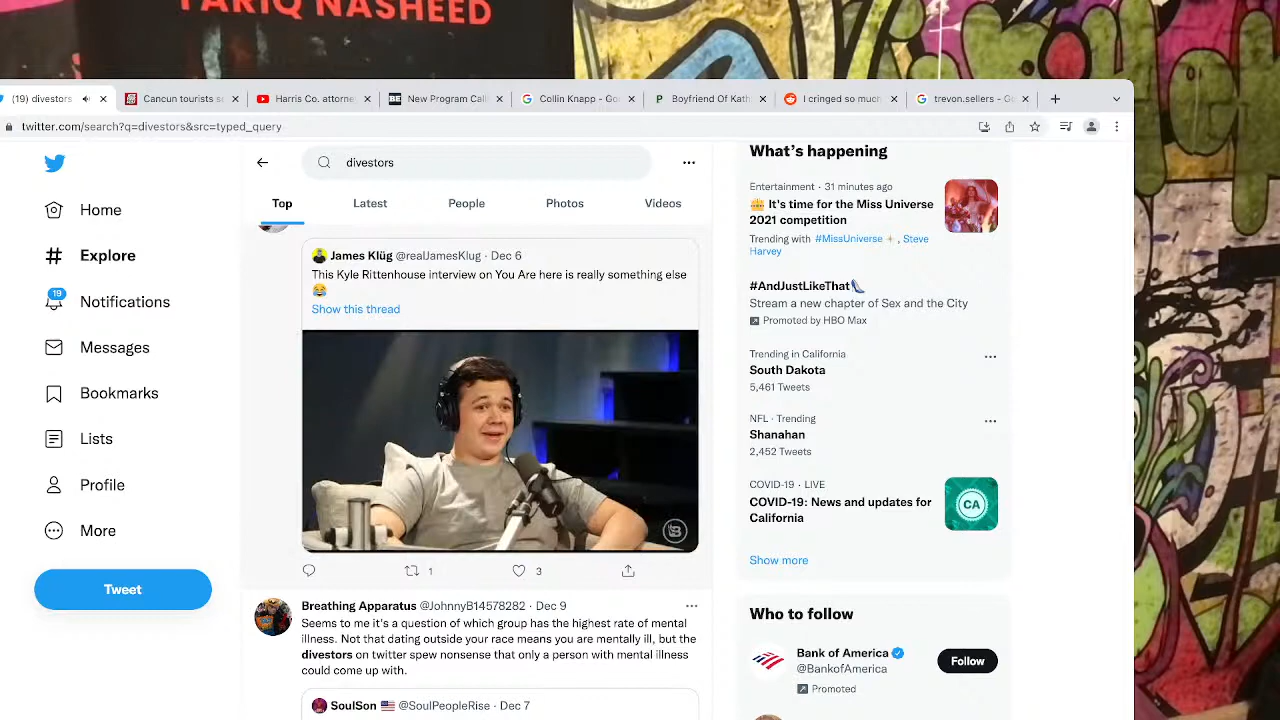 TARIQ NASHEED
(19) divestors
Cancun tourists s
Harris Co. attorne
New Program Call
Collin Knapp - Go
Boyfriend Of Kath
I cringed so much
trevon.sellers - Go
twitter.com/search?q=divestors&src=typed_query
divestors
Top
Latest
People
Photos
Videos
Home
Explore
19
Notifications
Messages
Bookmarks
Lists
Profile
More
Tweet
James Klüg @realJamesKlug · Dec 6
This Kyle Rittenhouse interview on You Are here is really something else
😂
Show this thread
B
1
3
Breathing Apparatus @JohnnyB14578282 · Dec 9
Seems to me it's a question of which group has the highest rate of mental
illness. Not that dating outside your race means you are mentally ill, but the
divestors on twitter spew nonsense that only a person with mental illness
could come up with.
SoulSon 🇺🇸 @SoulPeopleRise · Dec 7
What's happening
Entertainment · 31 minutes ago
👑 It's time for the Miss Universe
2021 competition
Trending with #MissUniverse , Steve
Harvey
#AndJustLikeThat👠
Stream a new chapter of Sex and the City
Promoted by HBO Max
Trending in California
South Dakota
5,461 Tweets
NFL · Trending
Shanahan
2,452 Tweets
COVID-19 · LIVE
COVID-19: News and updates for
California
CA
Show more
Who to follow
Bank of America
@BankofAmerica
Follow
Promoted